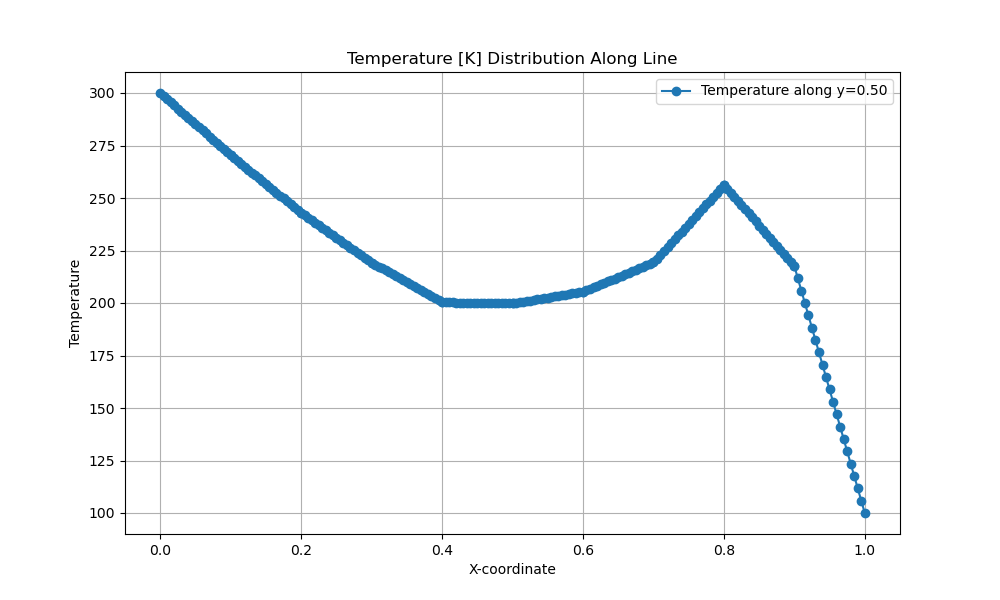 Temperature [K] Distribution Along Line
Temperature along y=0.50
Temperature
300
275
250
225
200
175
150
125
100
0.0 0.2 0.4 0.6 0.8 1.0
X-coordinate